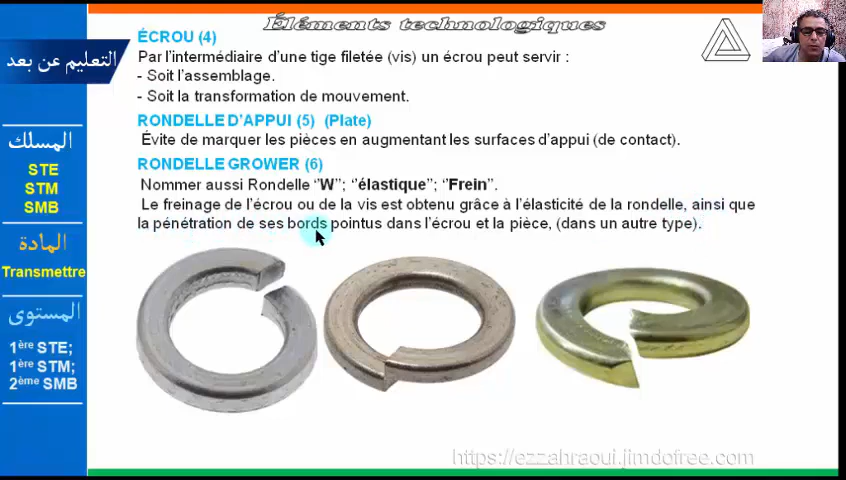 Éléments technologiques
التعليم عن بعد
المسلك
STE
STM
SMB
المادة
Transmettre
المستوى
1ère STE;
1ère STM;
2ème SMB
ÉCROU (4)
Par l'intermédiaire d'une tige filetée (vis) un écrou peut servir :
- Soit l'assemblage.
- Soit la transformation de mouvement.
RONDELLE D'APPUI (5) (Plate)
Évite de marquer les pièces en augmentant les surfaces d'appui (de contact).
RONDELLE GROWER (6)
Nommer aussi Rondelle ‘'W'’; ‘'élastique'’; ‘'Frein'’.
Le freinage de l'écrou ou de la vis est obtenu grâce à l'élasticité de la rondelle, ainsi que
la pénétration de ses bords pointus dans l'écrou et la pièce, (dans un autre type).
https://ezzahraoui.jimdofree.com